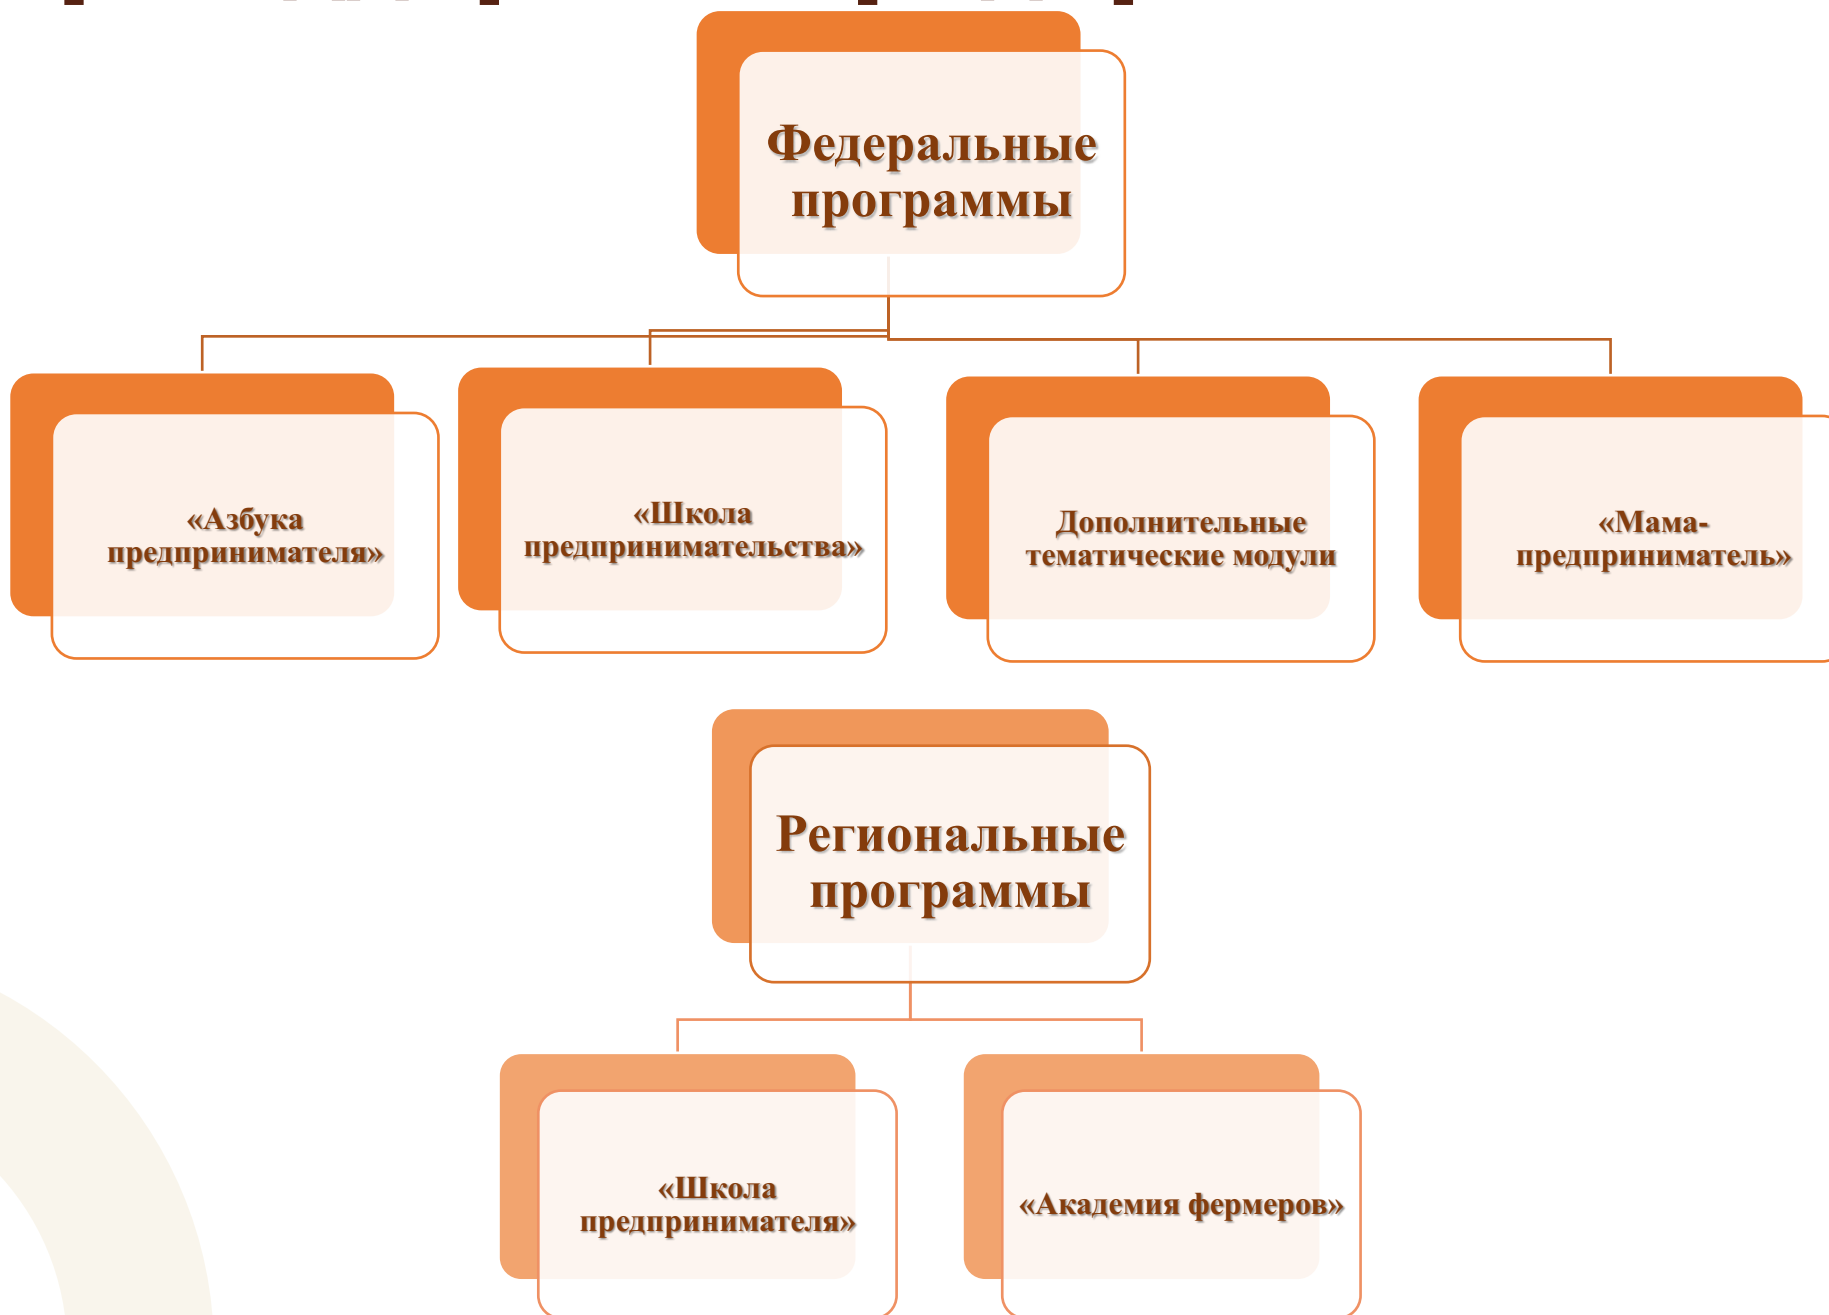 Федеральные
программы
«Азбука
предпринимателя»
«Школа
предпринимательства»
Дополнительные
тематические модули
«Мама-
предприниматель»
Региональные
программы
«Школа
предпринимателя»
«Академия фермеров»